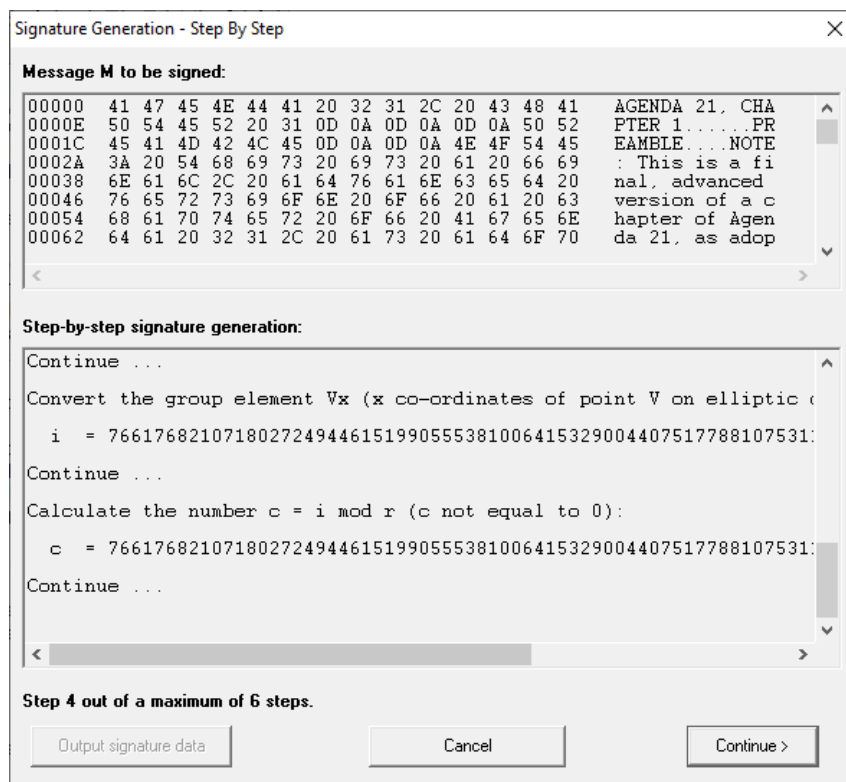 Signature Generation - Step By Step
Message M to be signed:
00000 41 47 45 4E 44 41 20 32 31 2C 20 43 48 41 AGENDA 21, CHA
0000E 50 54 45 52 20 31 0D 0A 0D 0A 0D 0A 50 52 PTER 1......PR
0001C 45 41 4D 42 4C 45 0D 0A 0D 0A 4E 4F 54 45 EAMBLE....NOTE
0002A 3A 20 54 68 69 73 20 69 73 20 61 20 66 69 : This is a fi
00038 6E 61 6C 2C 20 61 64 76 61 6E 63 65 64 20 nal, advanced
00046 76 65 72 73 69 6F 6E 20 6F 66 20 61 20 63 version of a c
00054 68 61 70 74 65 72 20 6F 66 20 41 67 65 6E hapter of Agen
00062 64 61 20 32 31 2C 20 61 73 20 61 64 6F 70 da 21, as adop
Step-by-step signature generation:
Continue ...
Convert the group element Vx (x co-ordinates of point V on elliptic
i = 76617682107180272494461519905553810064153290044075177881075311
Continue ...
Calculate the number c = i mod r (c not equal to 0):
c = 76617682107180272494461519905553810064153290044075177881075311
Continue ...
Step 4 out of a maximum of 6 steps.
Output signature data
Cancel
Continue >